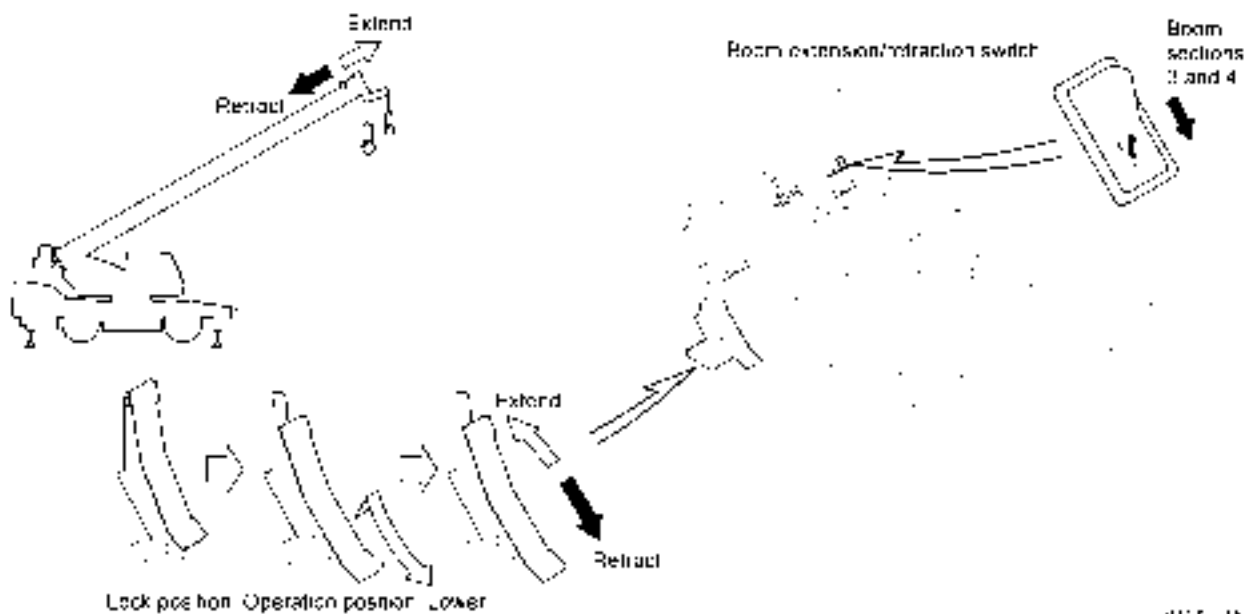 Extend
Retract
Boom extension/retraction switch
Boom
sections
3 and 4
Extend
Retract
Lock position Operation position Lower